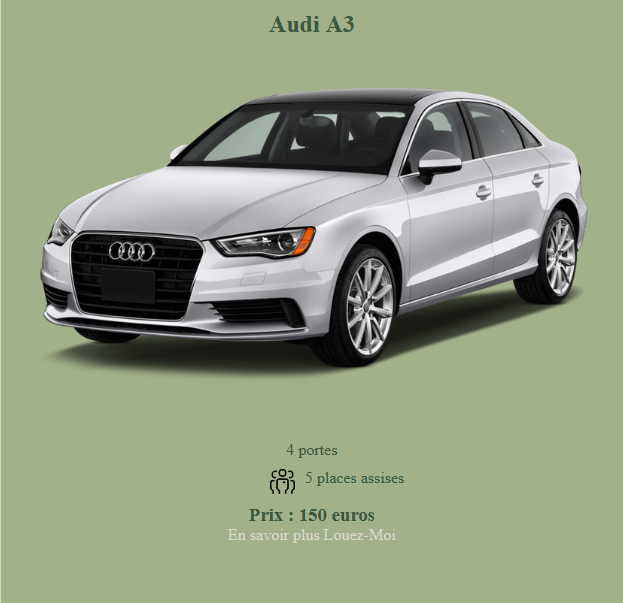 Audi A3
4 portes
5 places assises
Prix : 150 euros
En savoir plus Louez-Moi